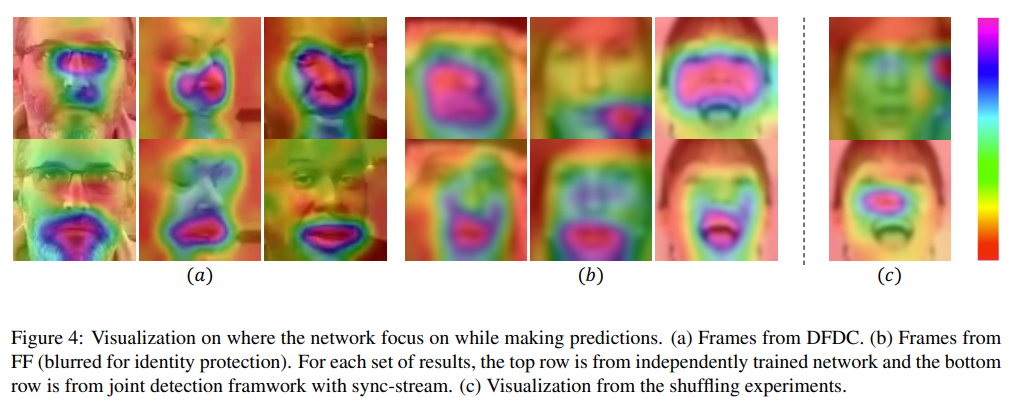 (a) (b) (c)
Figure 4: Visualization on where the network focus on while making predictions. (a) Frames from DFDC. (b) Frames from
FF (blurred for identity protection). For each set of results, the top row is from independently trained network and the bottom
row is from joint detection framwork with sync-stream. (c) Visualization from the shuffling experiments.